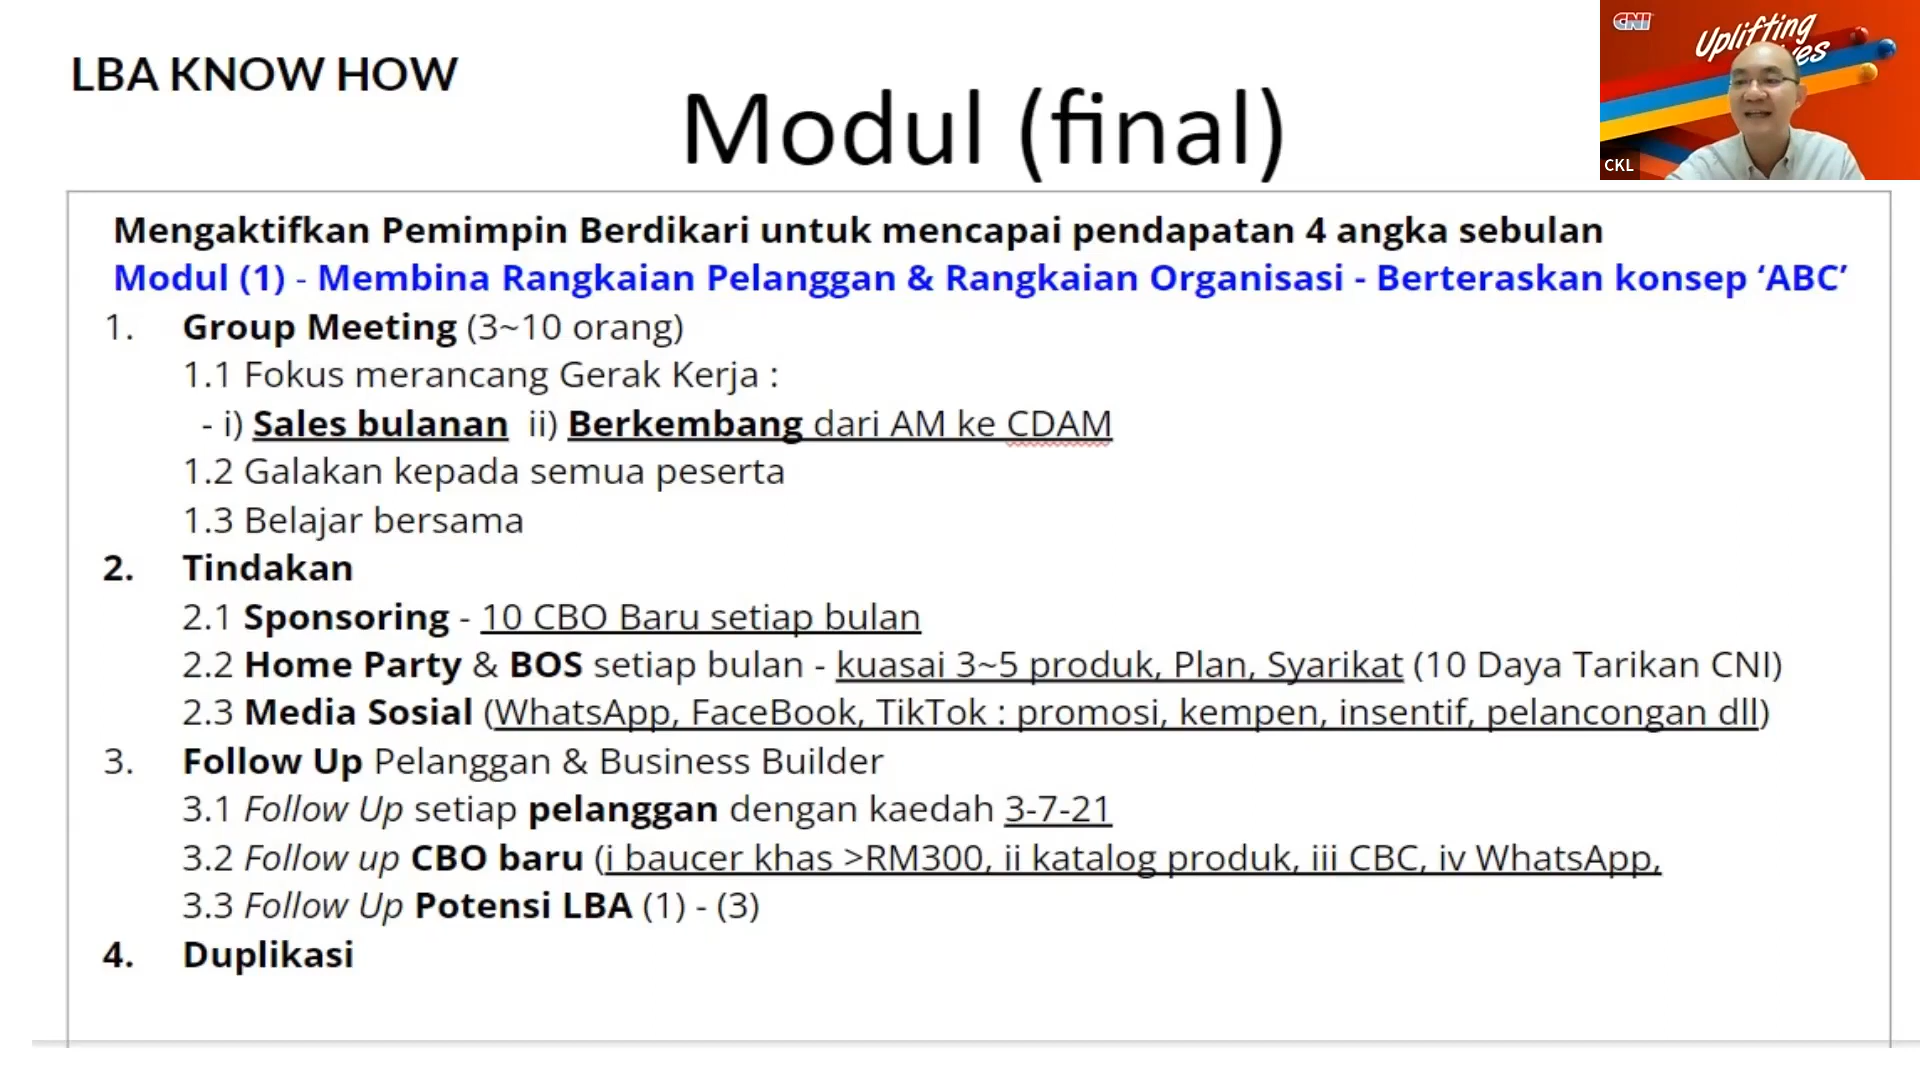 LBA KNOW HOW
Modul (final)
CNI
Uplifting
CKL
Mengaktifkan Pemimpin Berdikari untuk mencapai pendapatan 4 angka sebulan
Modul (1) - Membina Rangkaian Pelanggan & Rangkaian Organisasi - Berteraskan konsep ‘ABC’
1. Group Meeting (3~10 orang)
1.1 Fokus merancang Gerak Kerja :
- i) Sales bulanan ii) Berkembang dari AM ke CDAM
1.2 Galakan kepada semua peserta
1.3 Belajar bersama
2. Tindakan
2.1 Sponsoring - 10 CBO Baru setiap bulan
2.2 Home Party & BOS setiap bulan - kuasai 3~5 produk, Plan, Syarikat (10 Daya Tarikan CNI)
2.3 Media Sosial (WhatsApp, FaceBook, TikTok : promosi, kempen, insentif, pelancongan dll)
3. Follow Up Pelanggan & Business Builder
3.1 Follow Up setiap pelanggan dengan kaedah 3-7-21
3.2 Follow up CBO baru (i baucer khas >RM300, ii katalog produk, iii CBC, iv WhatsApp,
3.3 Follow Up Potensi LBA (1) - (3)
4. Duplikasi